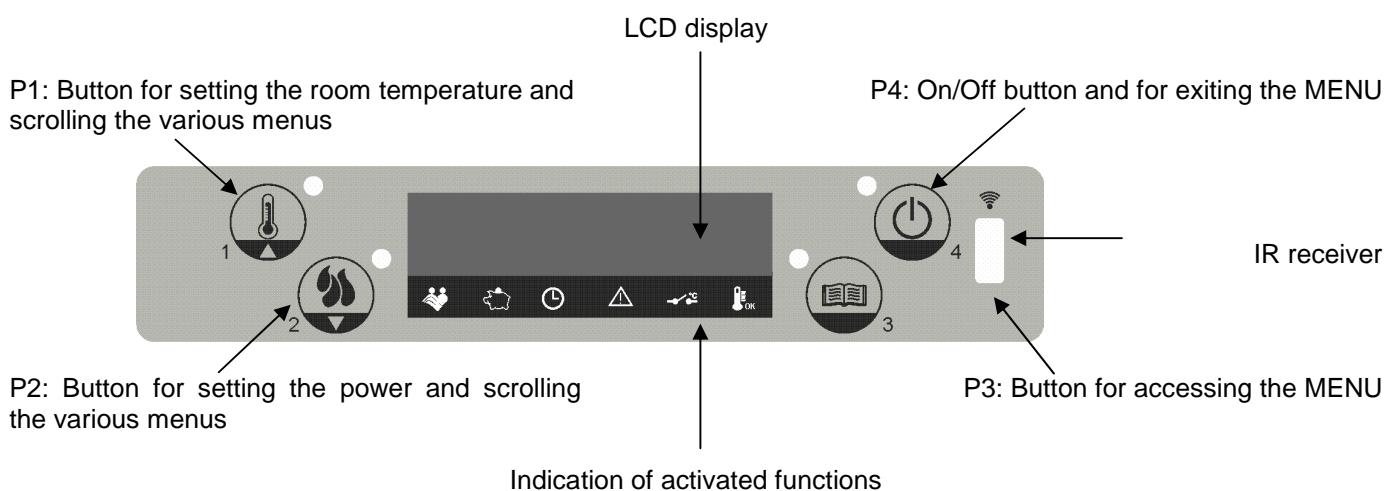 LCD display
P1: Button for setting the room temperature and
scrolling the various menus
P4: On/Off button and for exiting the MENU
1
4
IR receiver
2
OK
°C
3
P2: Button for setting the power and scrolling
the various menus
P3: Button for accessing the MENU
Indication of activated functions